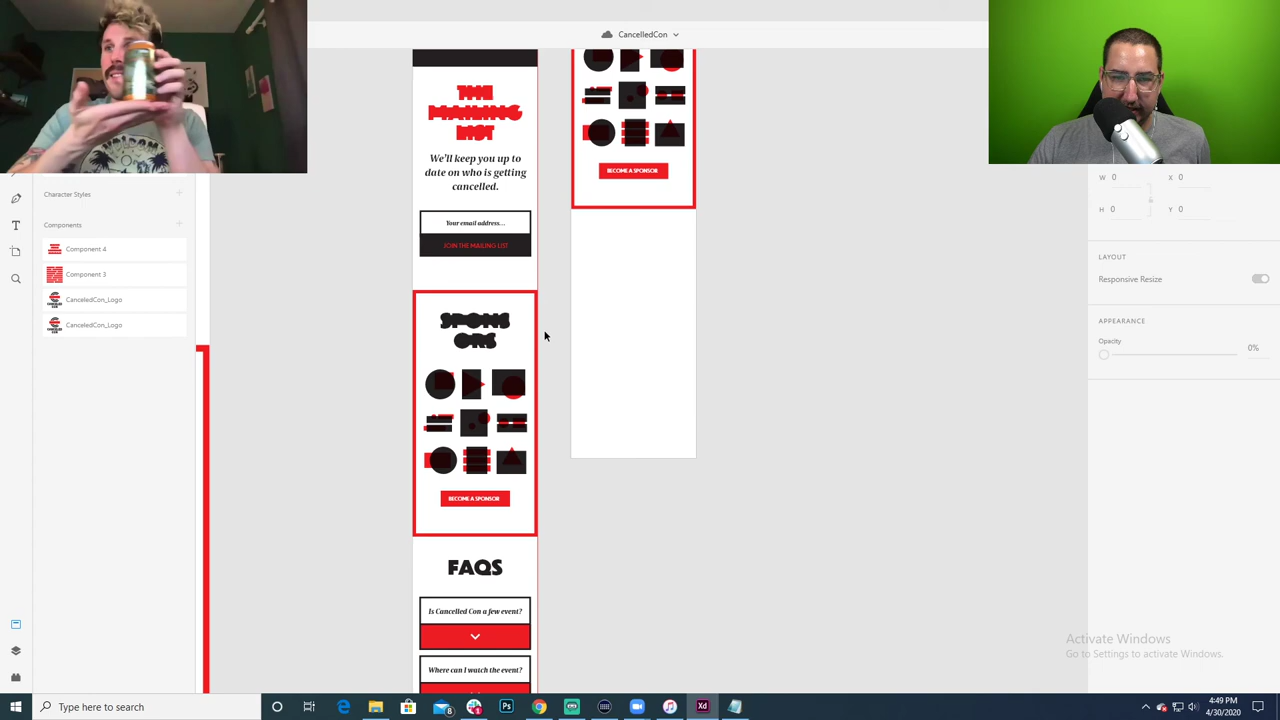 CancelledCon
THE
MAILING
LIST
We'll keep you up to
date on who is getting
cancelled.
Your email address...
JOIN THE MAILING LIST
BECOME A SPONSOR
SPONS
ORS
BECOME A SPONSOR
FAQS
Is Cancelled Con a few event?
Where can I watch the event?
Character Styles
Components
Component 4
Component 3
CanceledCon_Logo
CanceledCon_Logo
W 0 X 0
H 0 Y 0
LAYOUT
Responsive Resize
APPEARANCE
Opacity
0%
Activate Windows
Go to Settings to activate Windows.
Type here to search
8
Ps
Xd
4:49 PM
4/30/2020